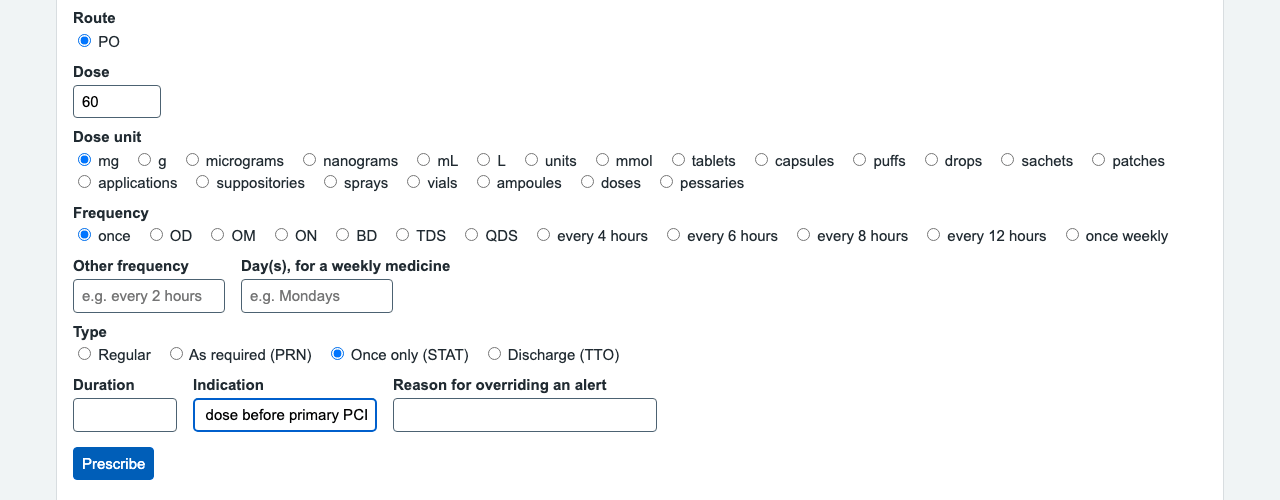 Route
PO
Dose
60
Dose unit
mg g micrograms nanograms mL L units mmol tablets capsules puffs drops sachets patches
applications suppositories sprays vials ampoules doses pessaries
Frequency
once OD OM ON BD TDS QDS every 4 hours every 6 hours every 8 hours every 12 hours once weekly
Other frequency Day(s), for a weekly medicine
e.g. every 2 hours e.g. Mondays
Type
Regular As required (PRN) Once only (STAT) Discharge (TTO)
Duration Indication Reason for overriding an alert
dose before primary PCI
Prescribe